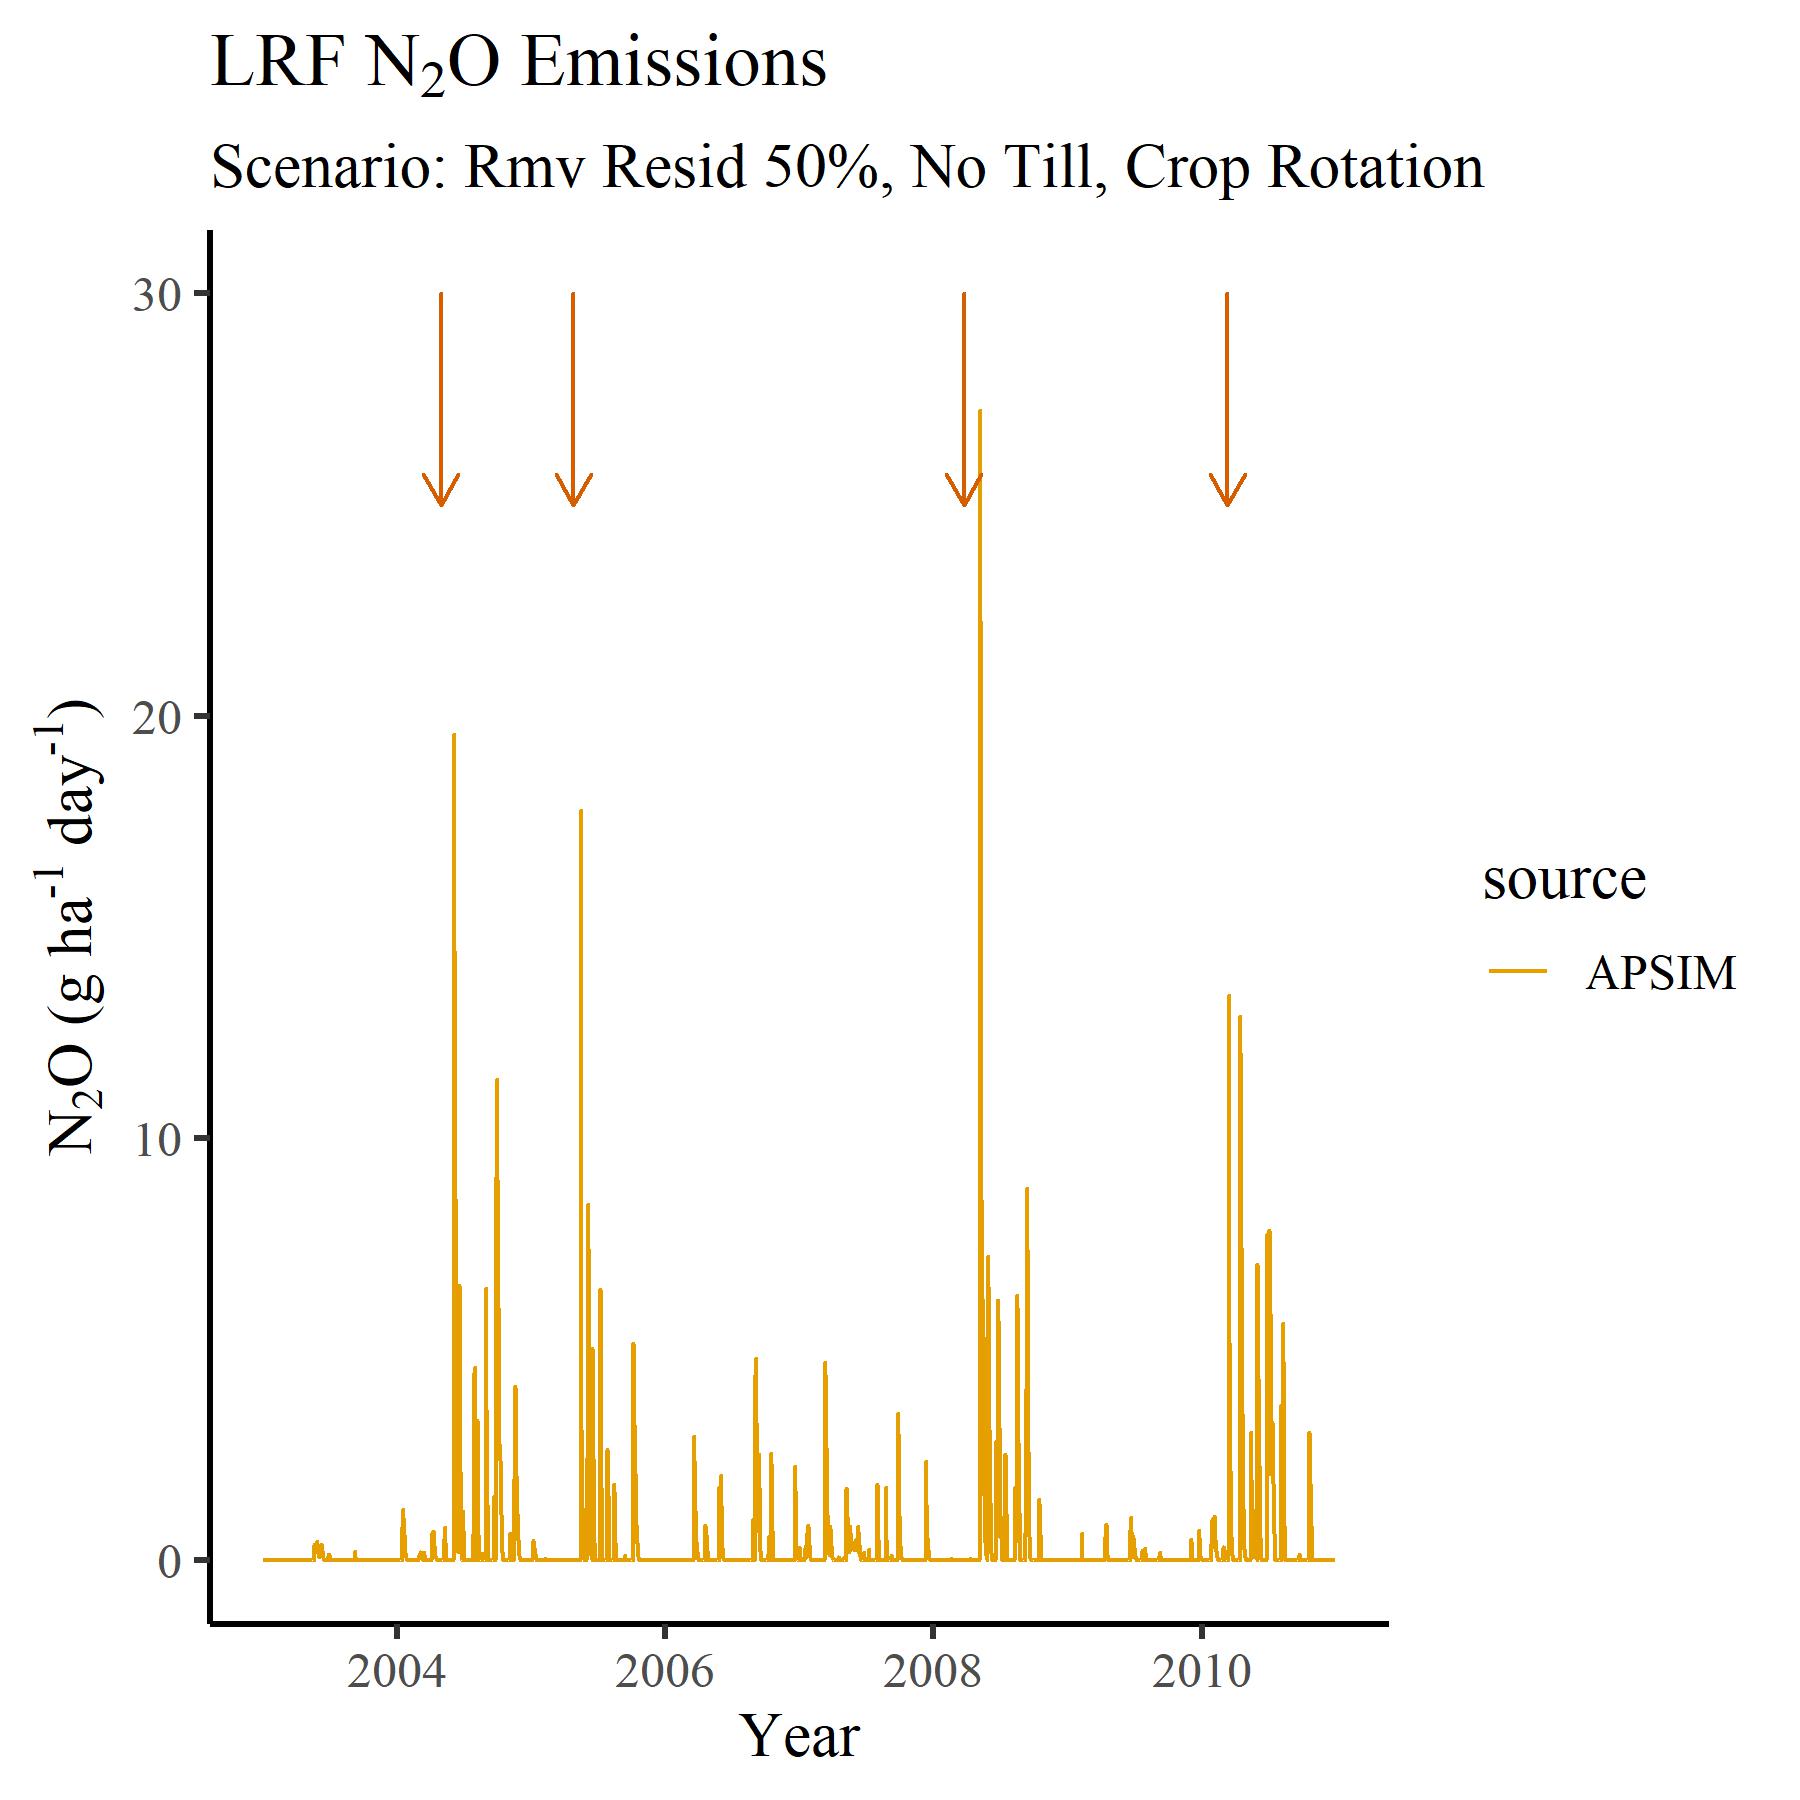 LRF N₂O Emissions
Scenario: Rmv Resid 50%, No Till, Crop Rotation
N₂O (g ha⁻¹ day⁻¹)
30
20
10
0
2004 2006 2008 2010
Year
source
APSIM